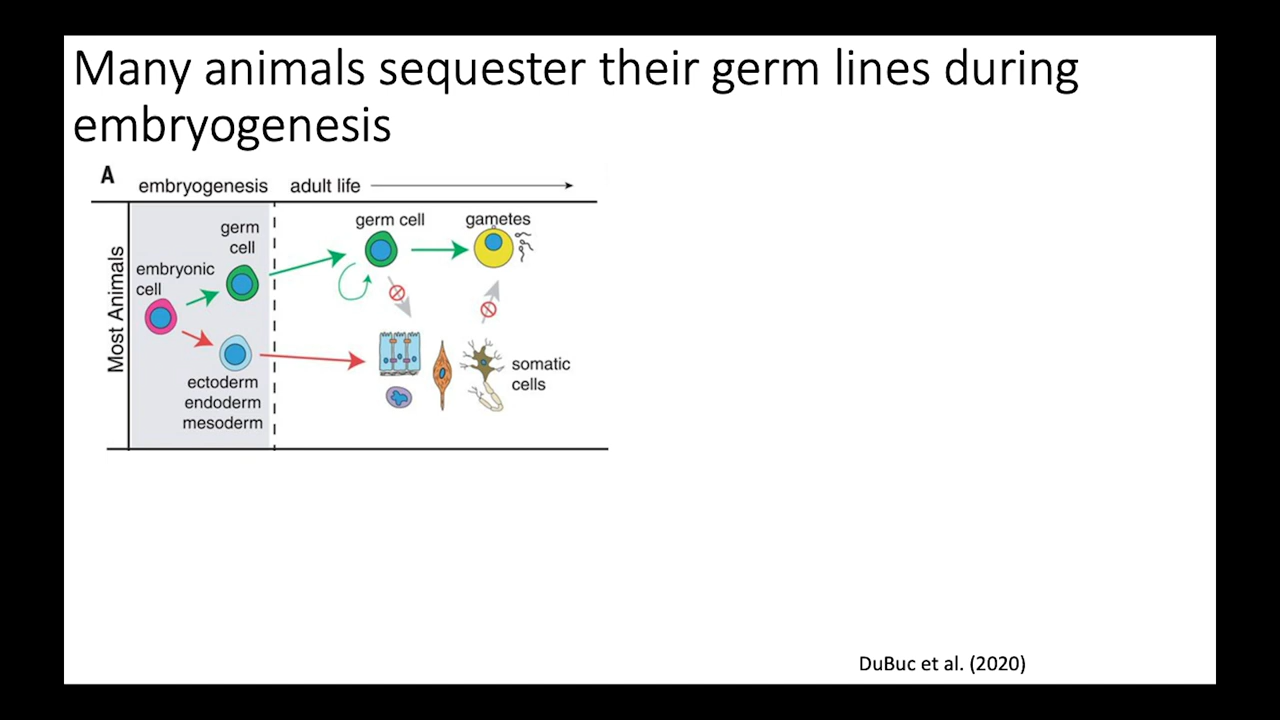 Many animals sequester their germ lines during
embryogenesis
A
embryogenesis
adult life
Most Animals
embryonic
cell
germ
cell
ectoderm
endoderm
mesoderm
germ cell
gametes
somatic
cells
DuBuc et al. (2020)